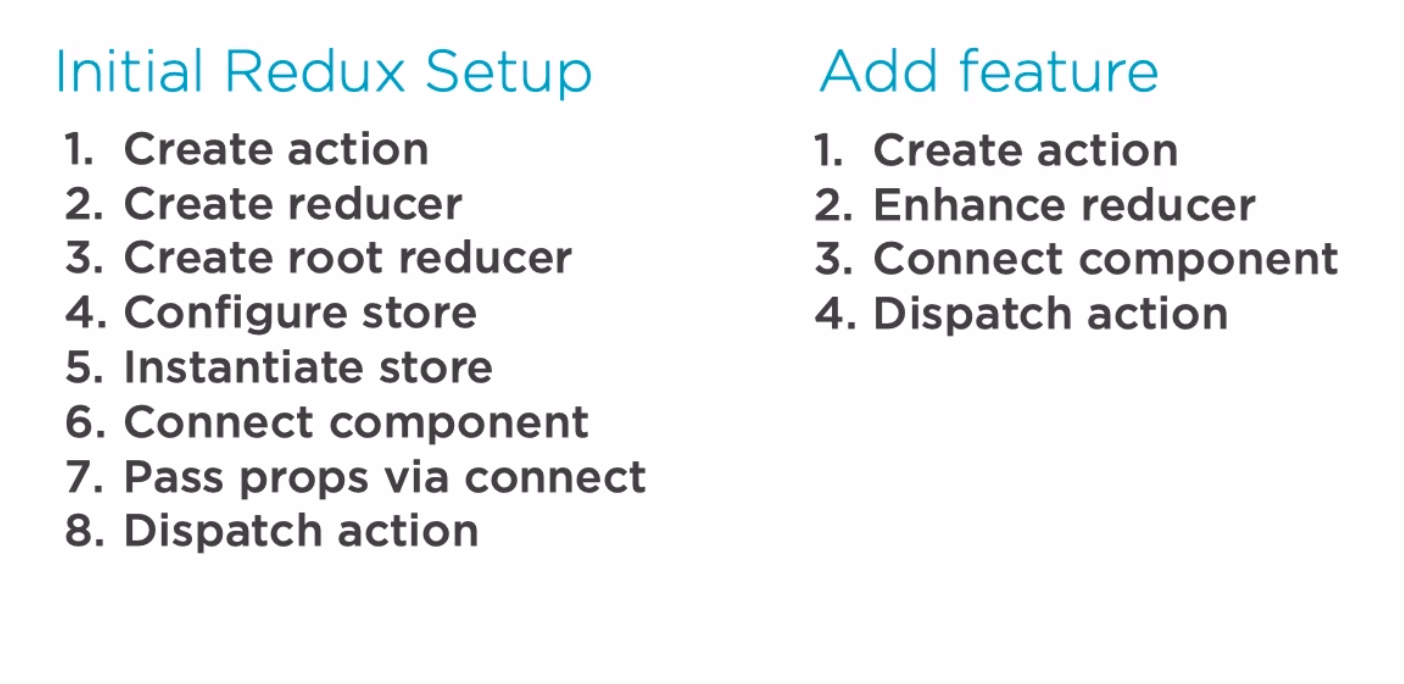 Initial Redux Setup
1. Create action
2. Create reducer
3. Create root reducer
4. Configure store
5. Instantiate store
6. Connect component
7. Pass props via connect
8. Dispatch action
Add feature
1. Create action
2. Enhance reducer
3. Connect component
4. Dispatch action